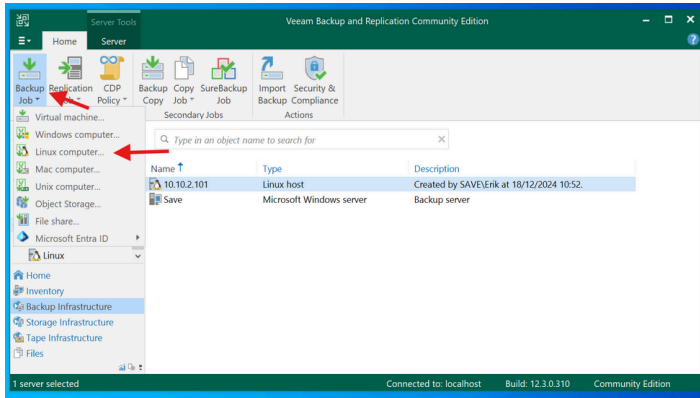 Server Tools
Veeam Backup and Replication Community Edition
Home Server
Backup Job
Replication Job
CDP Policy
Backup Copy
Copy Job
SureBackup Job
Import Backup
Security & Compliance
Secondary Jobs
Actions
Virtual machine...
Windows computer...
Linux computer...
Mac computer...
Unix computer...
Object Storage...
File share...
Microsoft Entra ID
Linux
Type in an object name to search for
Name Type Description
10.10.2.101 Linux host Created by SAVE\Erik at 18/12/2024 10:52.
Save Microsoft Windows server Backup server
Home
Inventory
Backup Infrastructure
Storage Infrastructure
Tape Infrastructure
Files
1 server selected
Connected to: localhost Build: 12.3.0.310 Community Edition